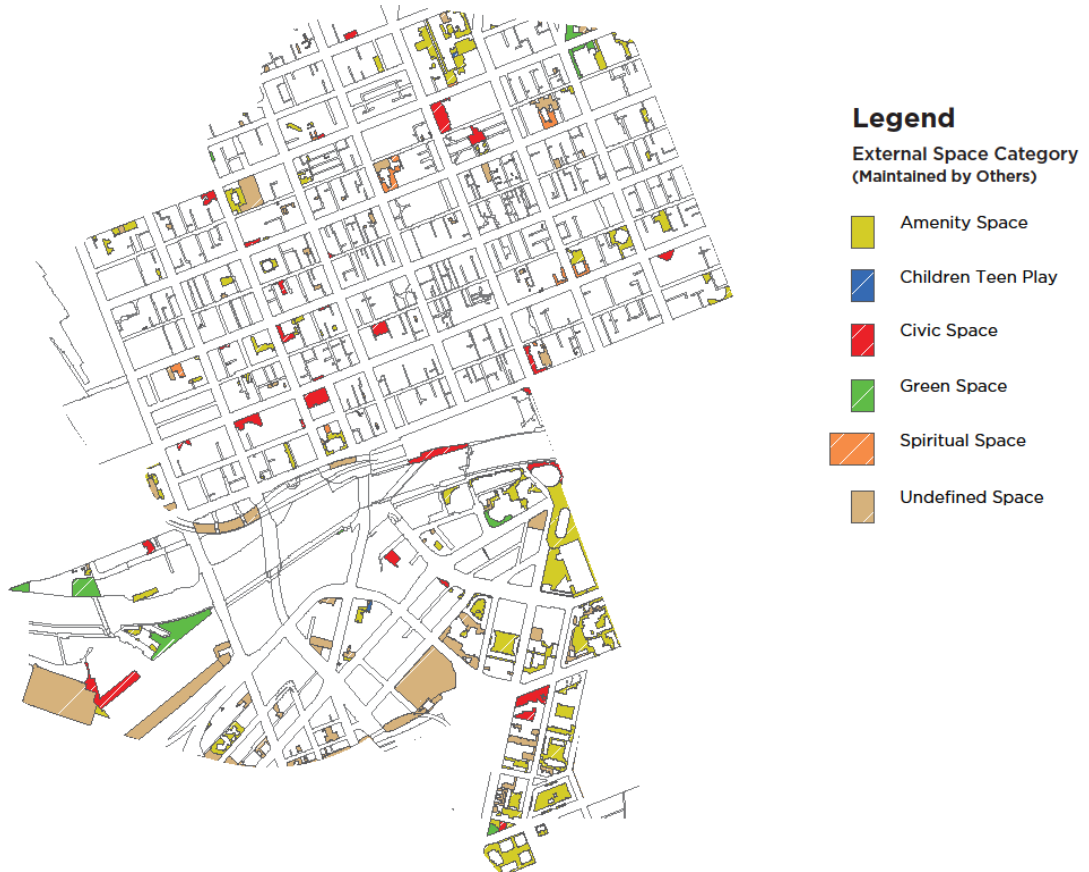 Legend
External Space Category
(Maintained by Others)
Amenity Space
Children Teen Play
Civic Space
Green Space
Spiritual Space
Undefined Space